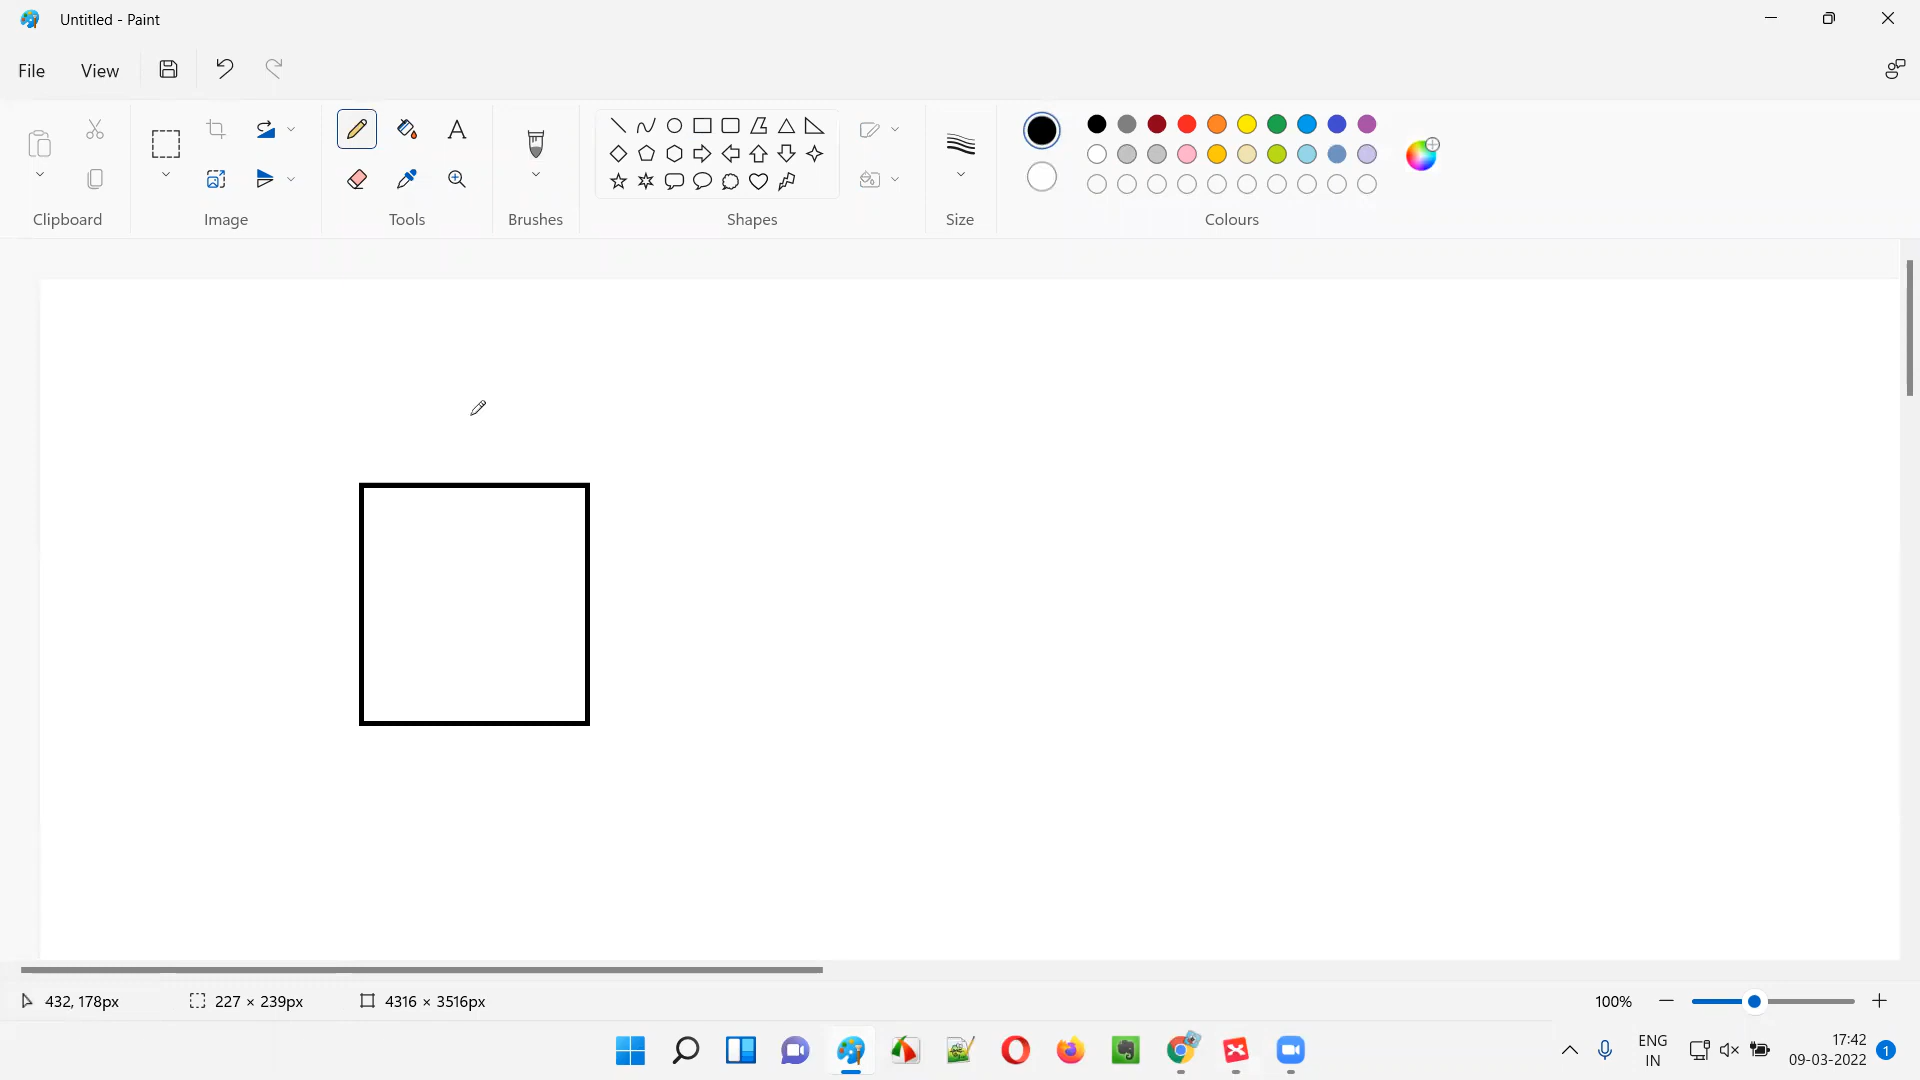 Untitled - Paint
File View
Clipboard Image Tools Brushes Shapes Size Colours
432, 178px 227 × 239px 4316 × 3516px 100%
ENG 17:42
IN 09-03-2022 1